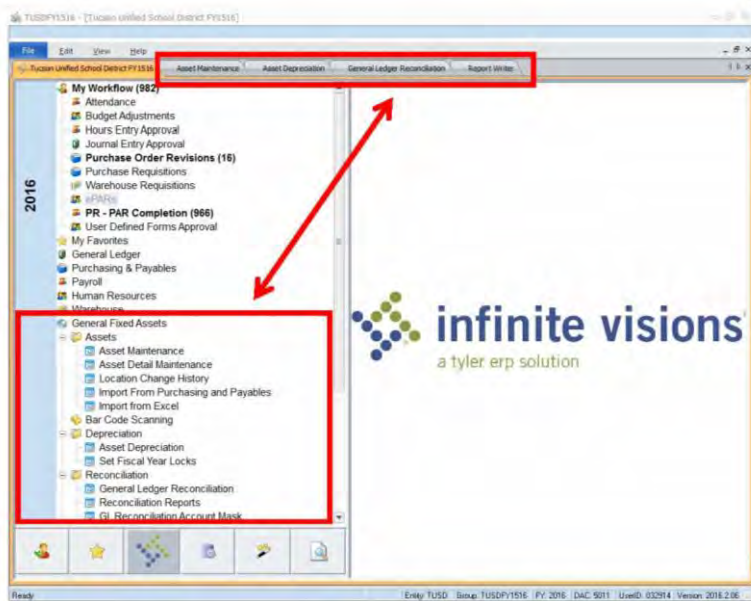 TUSDFY1516 - [Tucson Unified School District FY1516]
File Edit View Help
Tucson Unified School District FY1516 Asset Maintenance Asset Depreciation General Ledger Reconciliation Report Writer
2016
My Workflow (982)
Attendance
Budget Adjustments
Hours Entry Approval
Journal Entry Approval
Purchase Order Revisions (16)
Purchase Requisitions
Warehouse Requisitions
ePARs
PR - PAR Completion (966)
User Defined Forms Approval
My Favorites
General Ledger
Purchasing & Payables
Payroll
Human Resources
Warehouse
General Fixed Assets
Assets
Asset Maintenance
Asset Detail Maintenance
Location Change History
Import From Purchasing and Payables
Import from Excel
Bar Code Scanning
Depreciation
Asset Depreciation
Set Fiscal Year Locks
Reconciliation
General Ledger Reconciliation
Reconciliation Reports
GL Reconciliation Account Mask
infinite visions
a tyler erp solution
Ready Entity: TUSD Group: TUSDFY1516 FY: 2016 DAC: 5011 UserID: 032914 Version: 2016.2.06